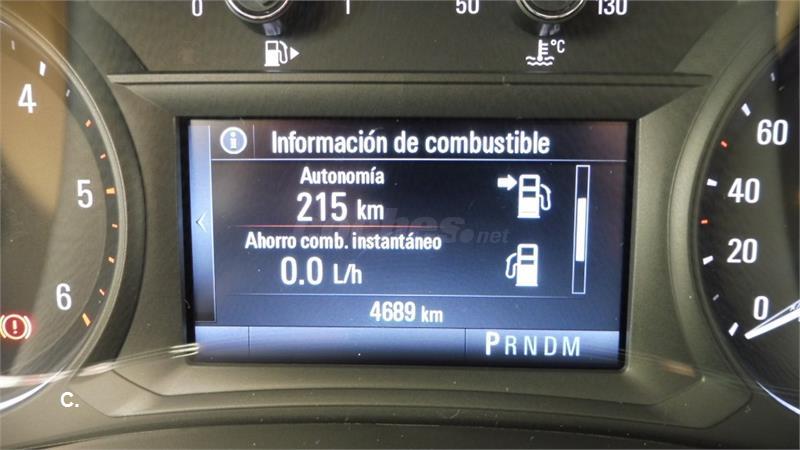 0 1 50 130
°C
Información de combustible
Autonomía
215 km
Ahorro comb. instantáneo
0.0 L/h
4689 km
PRNDM
4
5
6
60
40
20
0
.net
C.